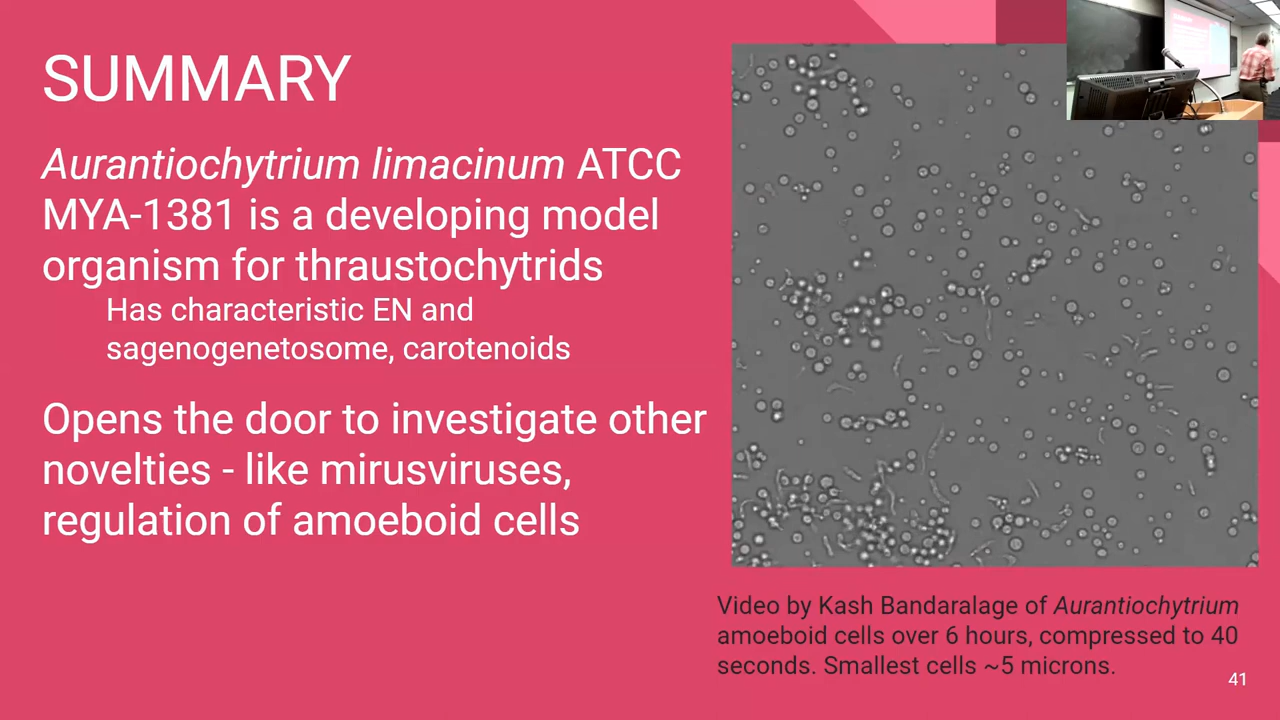 SUMMARY
Aurantiochytrium limacinum ATCC
MYA-1381 is a developing model
organism for thraustochytrids
Has characteristic EN and
sagenogenetosome, carotenoids
Opens the door to investigate other
novelties - like mirusviruses,
regulation of amoeboid cells
Video by Kash Bandaralage of Aurantiochytrium
amoeboid cells over 6 hours, compressed to 40
seconds. Smallest cells ~5 microns.
41